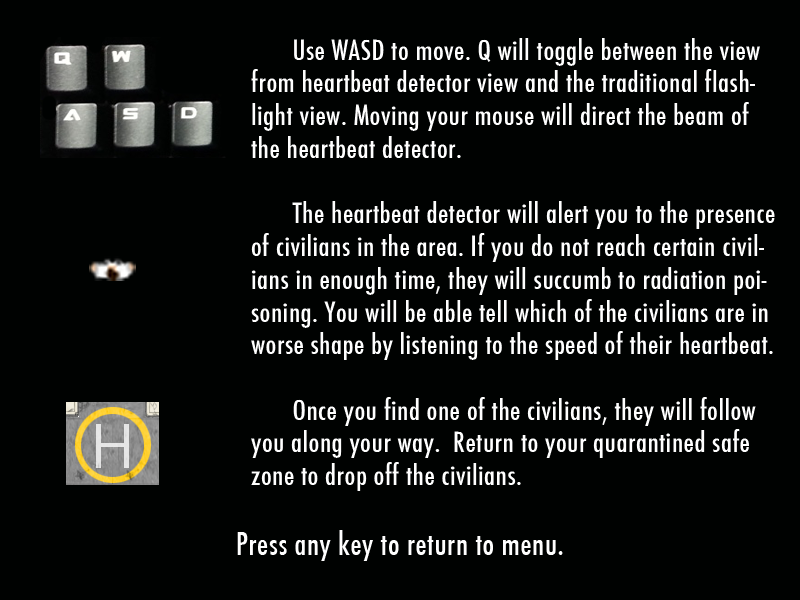 Q W
A S D
Use WASD to move. Q will toggle between the view
from heartbeat detector view and the traditional flash-
light view. Moving your mouse will direct the beam of
the heartbeat detector.
The heartbeat detector will alert you to the presence
of civilians in the area. If you do not reach certain civil-
ians in enough time, they will succumb to radiation poi-
soning. You will be able tell which of the civilians are in
worse shape by listening to the speed of their heartbeat.
H
Once you find one of the civilians, they will follow
you along your way.  Return to your quarantined safe
zone to drop off the civilians.
Press any key to return to menu.